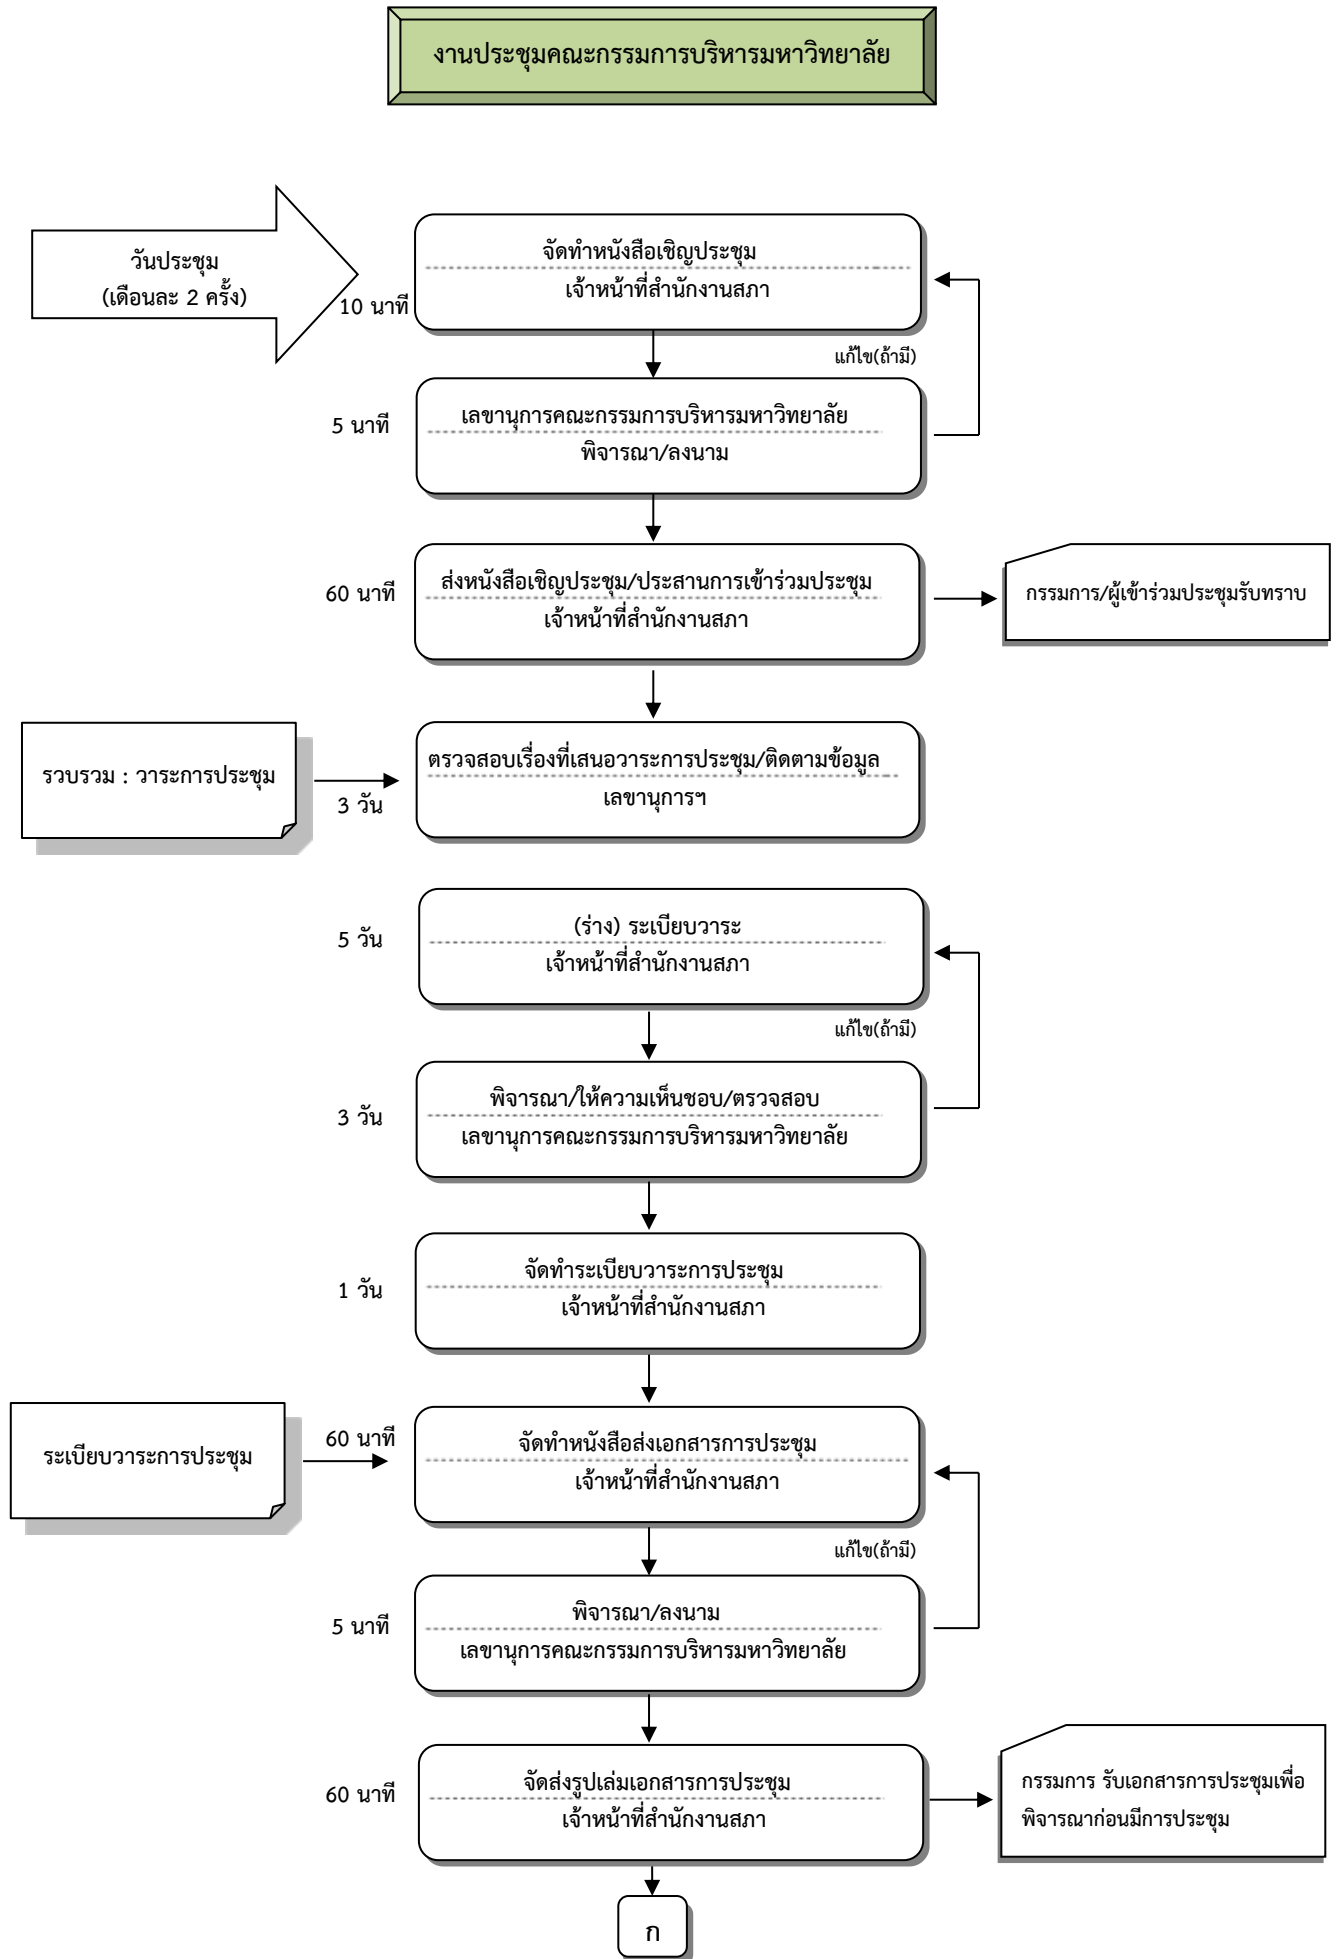 งานประชุมคณะกรรมการบริหารมหาวิทยาลัย
วันประชุม
(เดือนละ 2 ครั้ง)
10 นาที
จัดทำหนังสือเชิญประชุม
เจ้าหน้าที่สำนักงานสภา
แก้ไข(ถ้ามี)
5 นาที
เลขานุการคณะกรรมการบริหารมหาวิทยาลัย
พิจารณา/ลงนาม
60 นาที
ส่งหนังสือเชิญประชุม/ประสานการเข้าร่วมประชุม
เจ้าหน้าที่สำนักงานสภา
กรรมการ/ผู้เข้าร่วมประชุมรับทราบ
รวบรวม : วาระการประชุม
3 วัน
ตรวจสอบเรื่องที่เสนอวาระการประชุม/ติดตามข้อมูล
เลขานุการฯ
5 วัน
(ร่าง) ระเบียบวาระ
เจ้าหน้าที่สำนักงานสภา
แก้ไข(ถ้ามี)
3 วัน
พิจารณา/ให้ความเห็นชอบ/ตรวจสอบ
เลขานุการคณะกรรมการบริหารมหาวิทยาลัย
1 วัน
จัดทำระเบียบวาระการประชุม
เจ้าหน้าที่สำนักงานสภา
ระเบียบวาระการประชุม
60 นาที
จัดทำหนังสือส่งเอกสารการประชุม
เจ้าหน้าที่สำนักงานสภา
แก้ไข(ถ้ามี)
5 นาที
พิจารณา/ลงนาม
เลขานุการคณะกรรมการบริหารมหาวิทยาลัย
60 นาที
จัดส่งรูปเล่มเอกสารการประชุม
เจ้าหน้าที่สำนักงานสภา
กรรมการ รับเอกสารการประชุมเพื่อ
พิจารณาก่อนมีการประชุม
ก